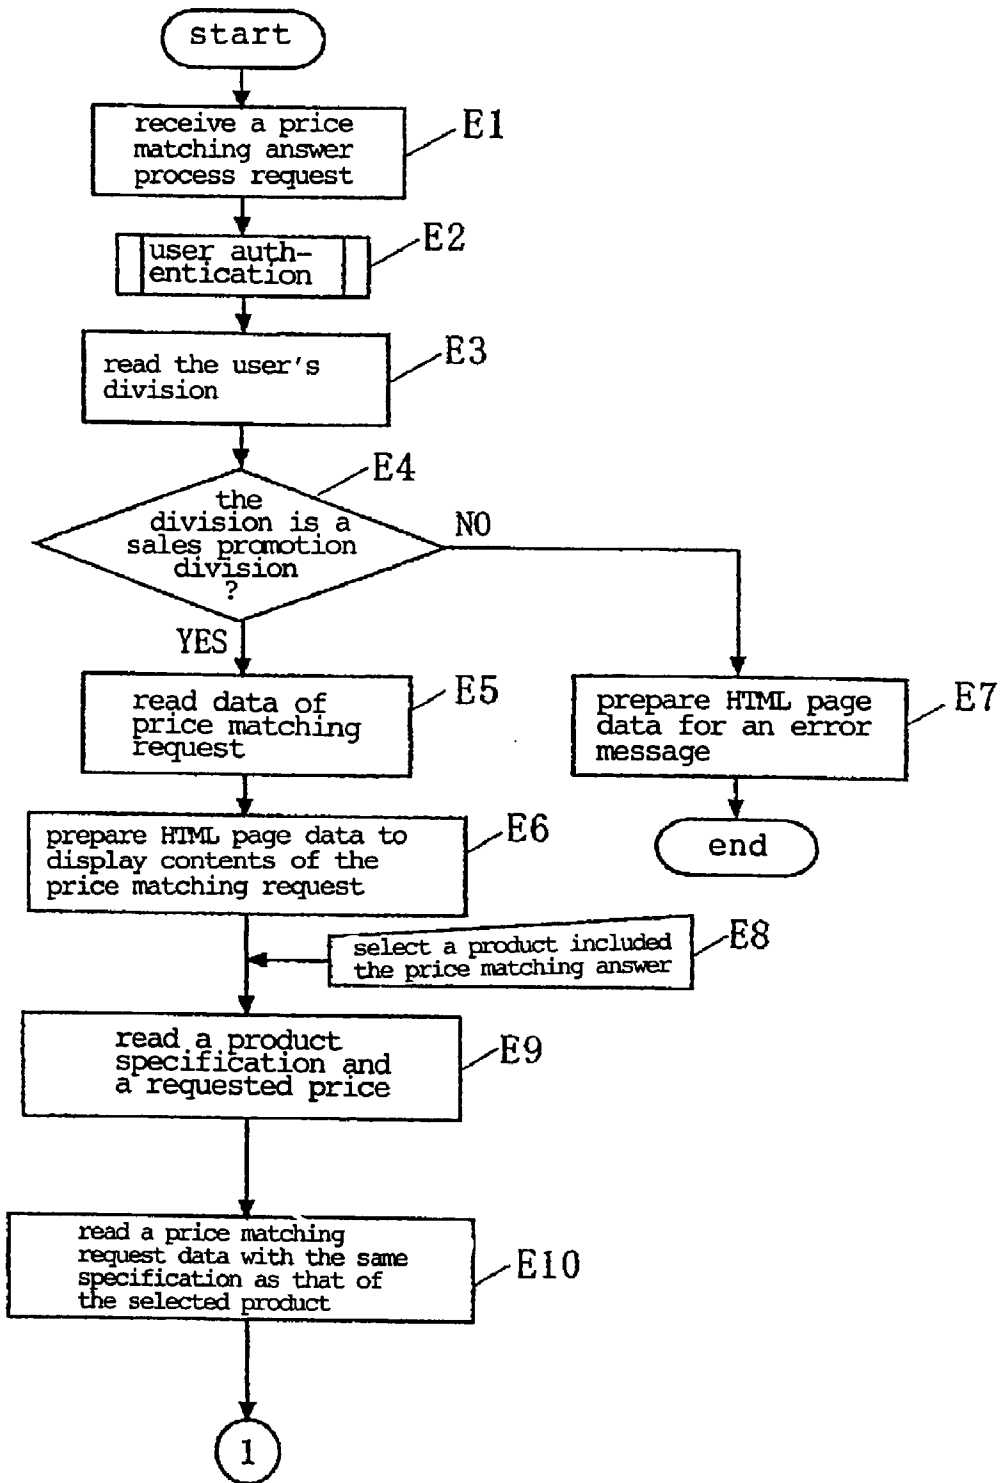 start
receive a price
matching answer
process request
E1
user auth-
entication
E2
read the user's
division
E3
the
division is a
sales promotion
division
?
E4
NO
YES
read data of
price matching
request
E5
prepare HTML page
data for an error
message
E7
prepare HTML page data to
display contents of the
price matching request
E6
end
select a product included
the price matching answer
E8
read a product
specification and
a requested price
E9
read a price matching
request data with the same
specification as that of
the selected product
E10
1